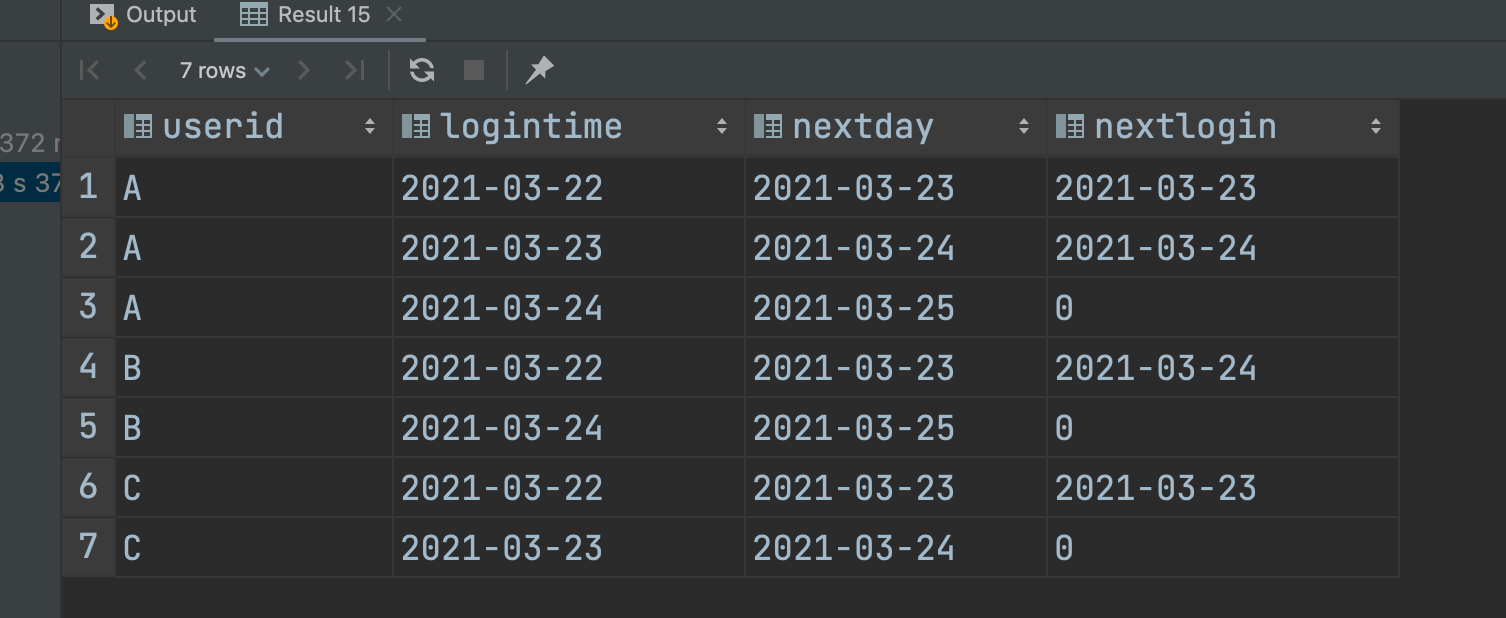 Output Result 15
7 rows
372
userid logintime nextday nextlogin
s 37
1 A 2021-03-22 2021-03-23 2021-03-23
2 A 2021-03-23 2021-03-24 2021-03-24
3 A 2021-03-24 2021-03-25 0
4 B 2021-03-22 2021-03-23 2021-03-24
5 B 2021-03-24 2021-03-25 0
6 C 2021-03-22 2021-03-23 2021-03-23
7 C 2021-03-23 2021-03-24 0